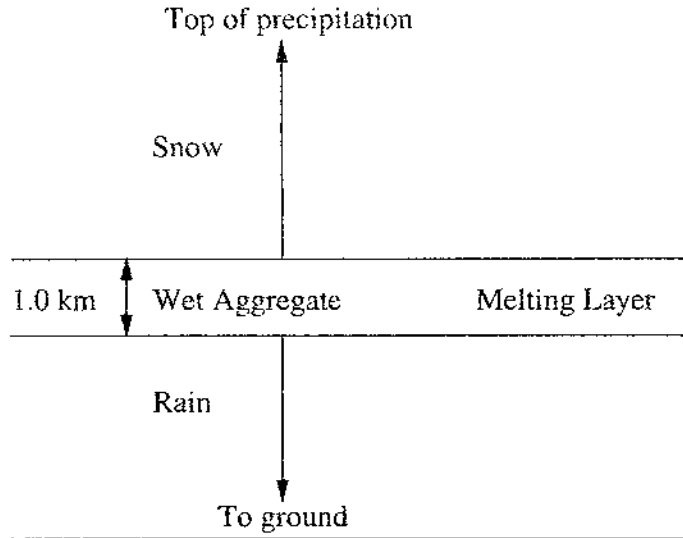 Top of precipitation
Snow
1.0 km Wet Aggregate Melting Layer
Rain
To ground